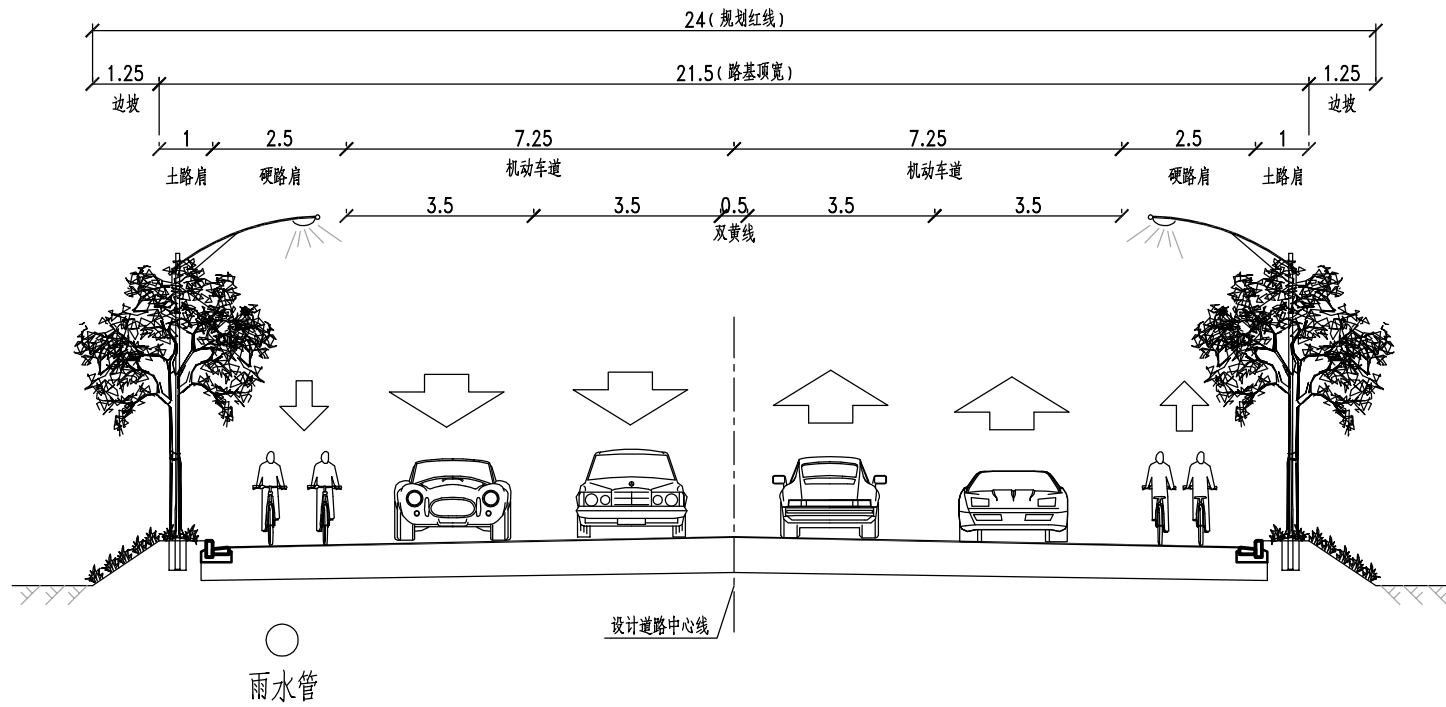 24(规划红线)
1.25
21.5(路基顶宽)
1.25
边坡
边坡
1
2.5
7.25
7.25
2.5
1
土路肩
硬路肩
机动车道
机动车道
硬路肩
土路肩
3.5
3.5
0.5
3.5
3.5
双黄线
设计道路中心线
雨水管